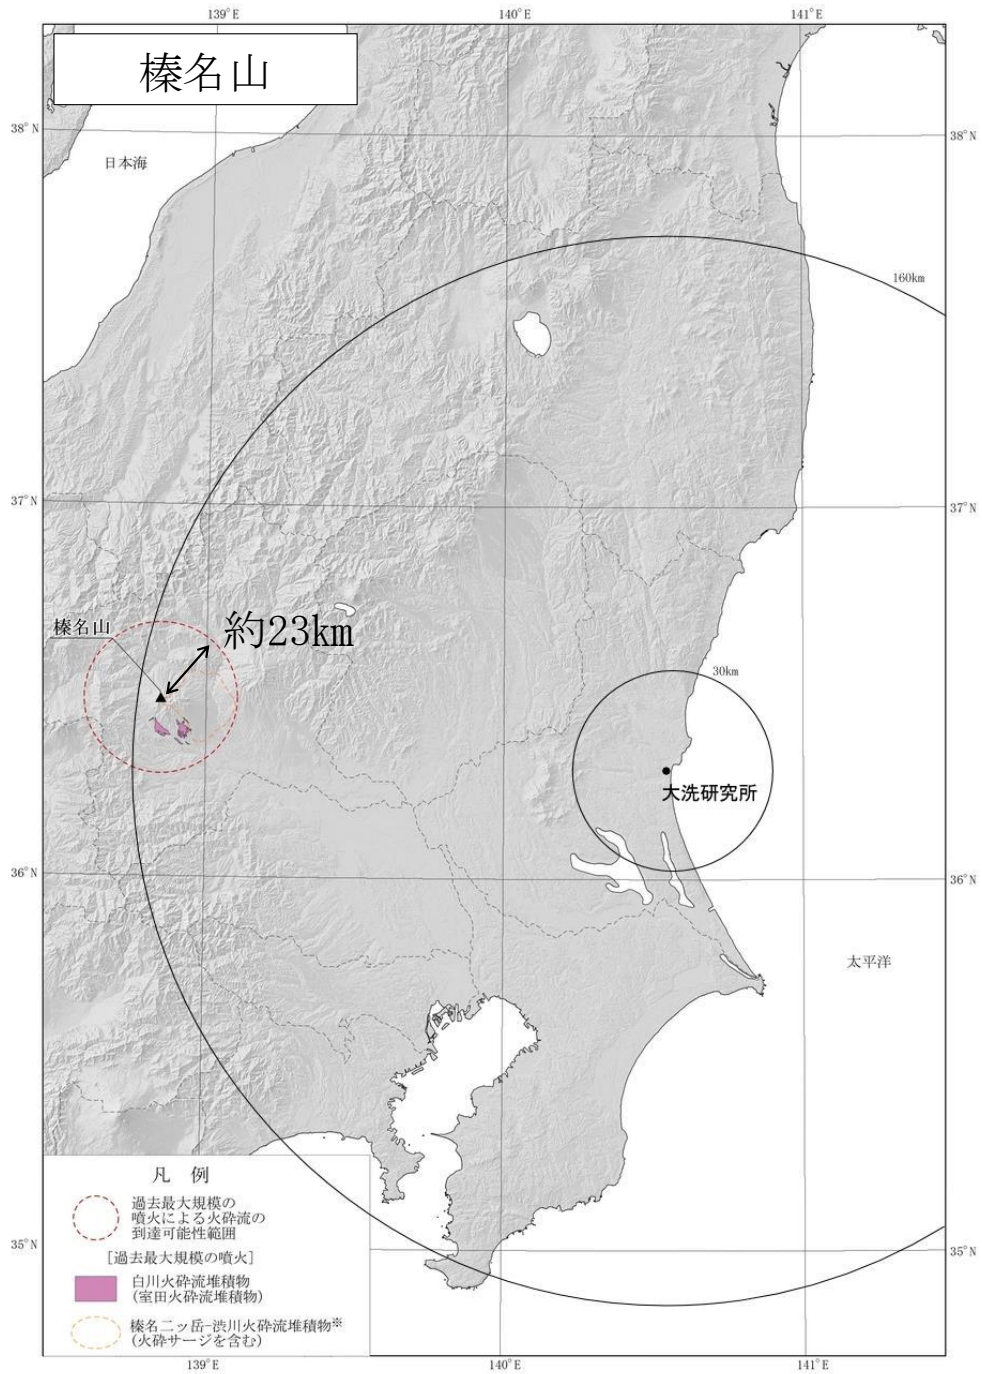 139°E
140°E
141°E
榛名山
38°N
38°N
日本海
160km
37°N
37°N
榛名山
約23km
30km
大洗研究所
36°N
36°N
太平洋
凡 例
過去最大規模の
噴火による火砕流の
到達可能性範囲
[過去最大規模の噴火]
白川火砕流堆積物
(室田火砕流堆積物)
榛名二ッ岳-渋川火砕流堆積物※
(火砕サージを含む)
35°N
35°N
139°E
140°E
141°E